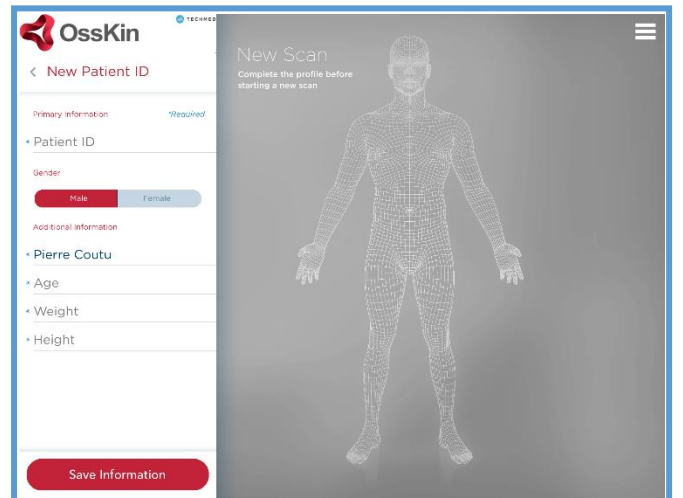 OssKin
TECHMED
< New Patient ID
Primary Information *Required
* Patient ID
Gender
Male Female
Additional Information
* Pierre Coutu
* Age
* Weight
* Height
Save Information
New Scan
Complete the profile before
starting a new scan